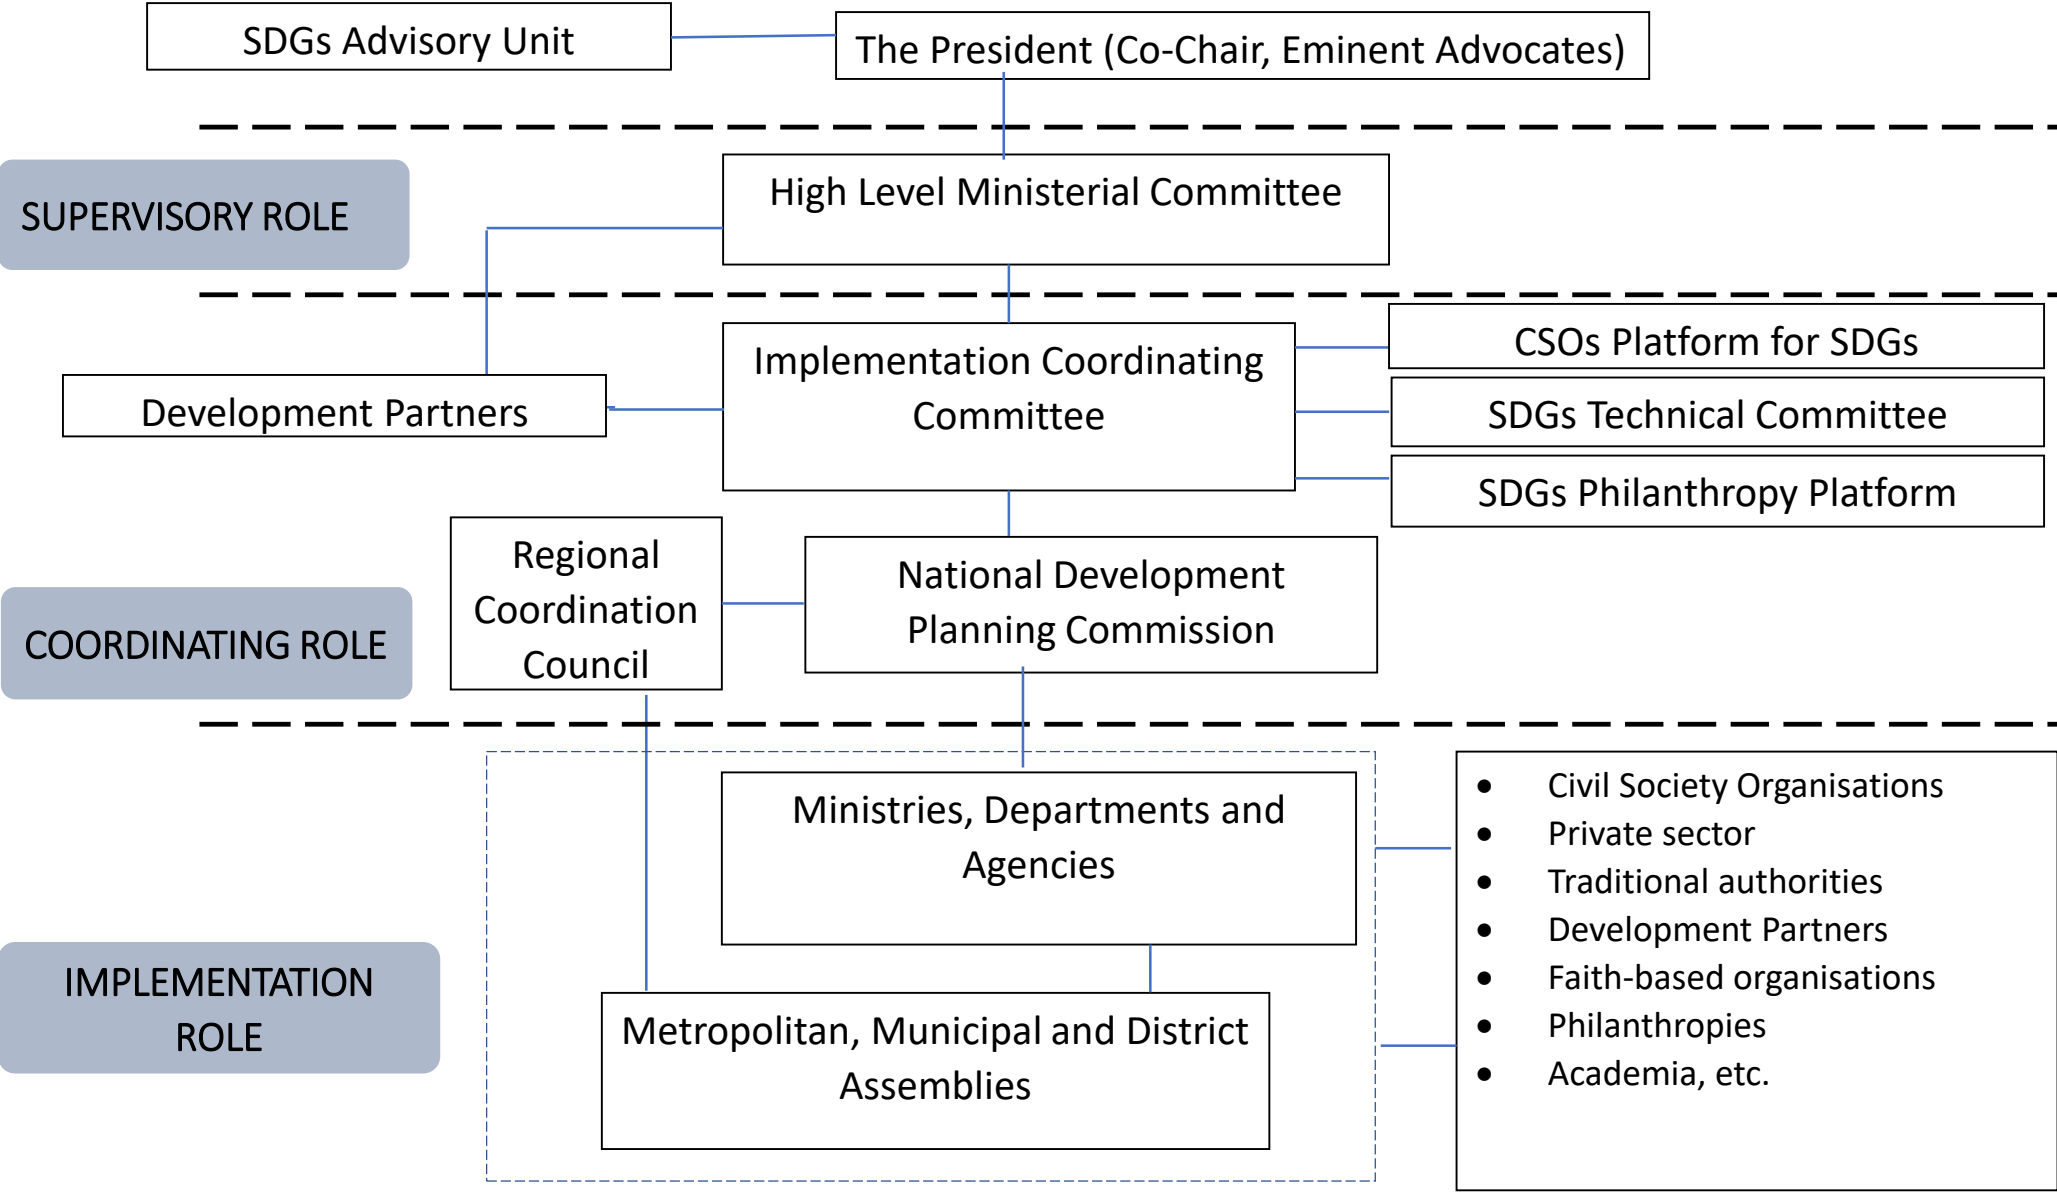 SDGs Advisory Unit
The President (Co-Chair, Eminent Advocates)
SUPERVISORY ROLE
High Level Ministerial Committee
Implementation Coordinating
Committee
CSOs Platform for SDGs
SDGs Technical Committee
SDGs Philanthropy Platform
Development Partners
Regional
Coordination
Council
National Development
Planning Commission
COORDINATING ROLE
Ministries, Departments and
Agencies
• Civil Society Organisations
• Private sector
• Traditional authorities
• Development Partners
• Faith-based organisations
• Philanthropies
• Academia, etc.
IMPLEMENTATION
ROLE
Metropolitan, Municipal and District
Assemblies